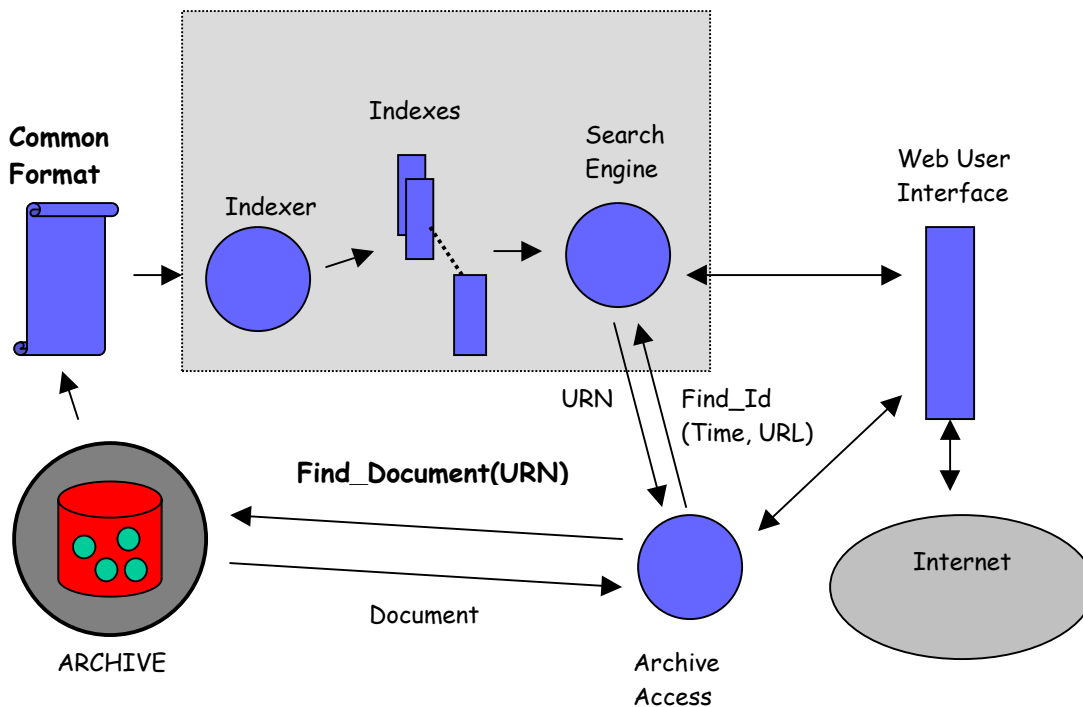 Indexes
Common
Format
Search
Engine
Web User
Interface
Indexer
URN
Find_Id
(Time, URL)
Find_Document(URN)
Internet
Document
ARCHIVE
Archive
Access